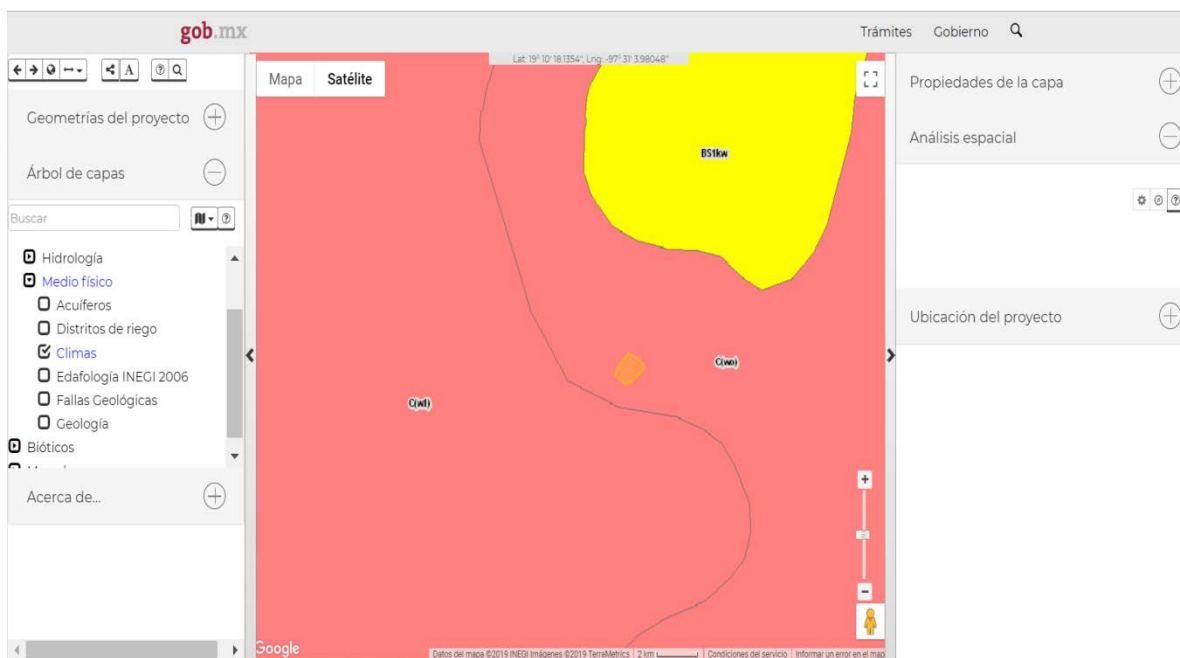 gob.mx
Trámites Gobierno
A
Geometrías del proyecto
Árbol de capas
Buscar
Hidrología
Medio físico
Acuíferos
Distritos de riego
Climas
Edafología INEGI 2006
Fallas Geológicas
Geología
Bióticos
Acerca de...
Lat: 19° 10' 18.1354", Lng: -97° 31' 3.98048"
Mapa Satélite
BS1kw
C(wo)
C(w1)
Google
Datos del mapa ©2019 INEGI Imágenes ©2019 TerraMetrics 2 km Condiciones del servicio Informar un error en el map
Propiedades de la capa
Análisis espacial
Ubicación del proyecto